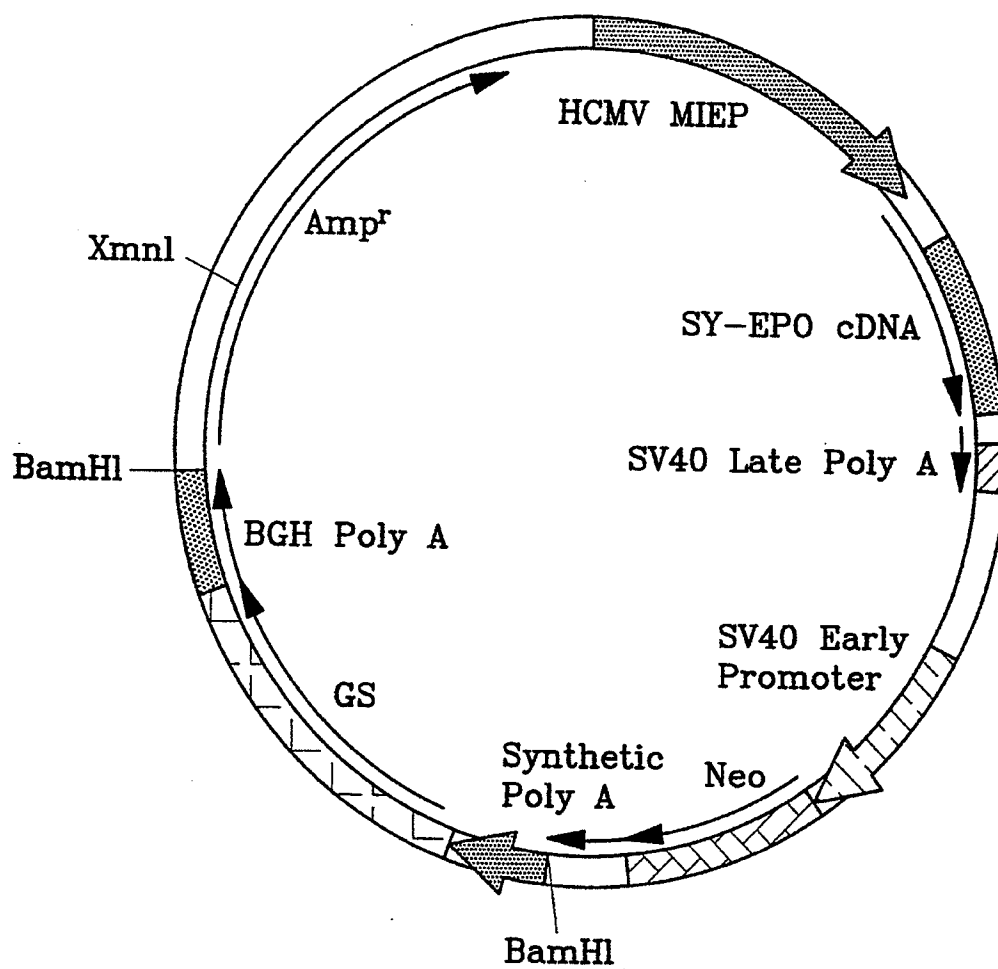 HCMV MIEP
Ampʳ
XmnI
SY-EPO cDNA
BamHI
SV40 Late Poly A
BGH Poly A
SV40 Early
Promoter
GS
Synthetic
Poly A
Neo
BamHI